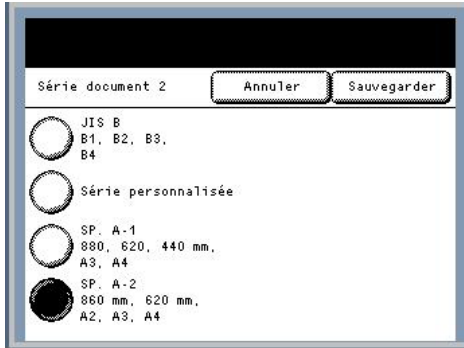 Série document 2
Annuler
Sauvegarder
JIS B
B1, B2, B3,
B4
Série personnalisée
SP. A-1
880, 620, 440 mm,
A3, A4
SP. A-2
860 mm, 620 mm,
A2, A3, A4